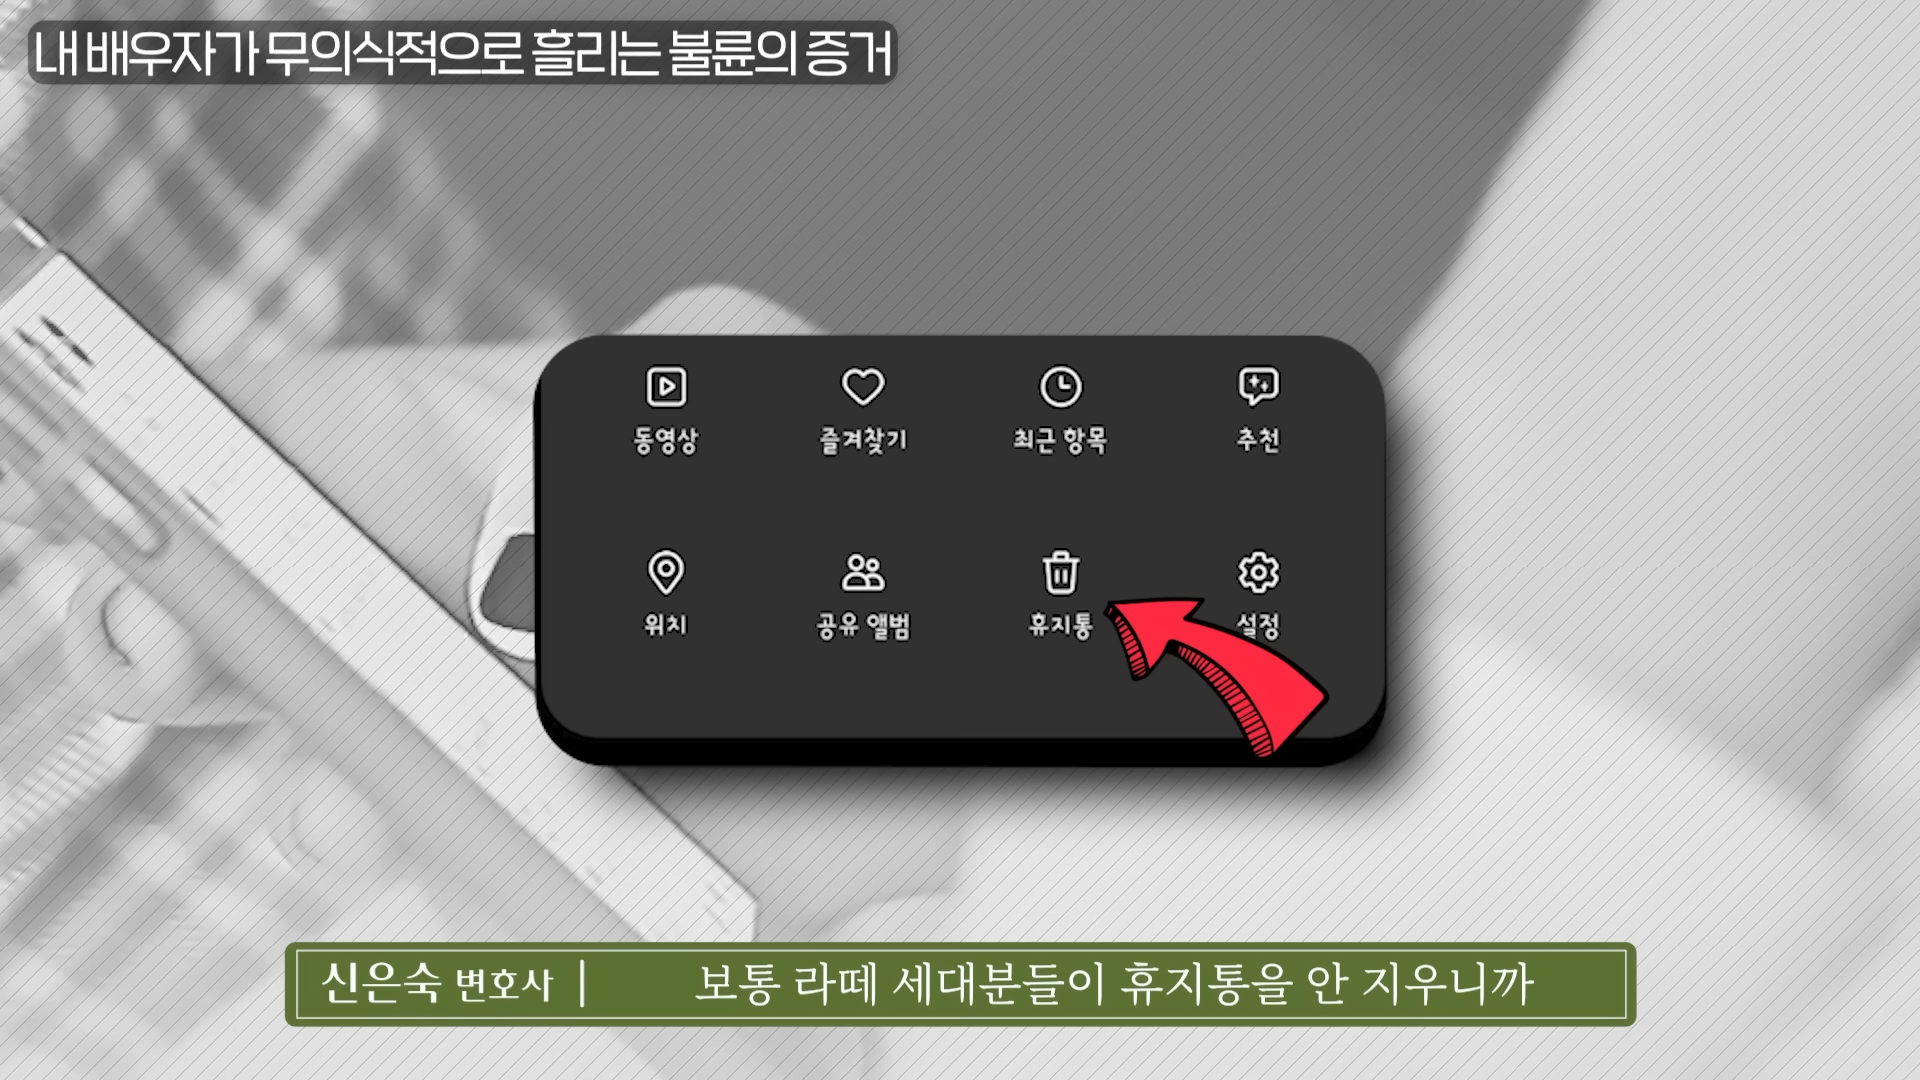 내 배우자가 무의식적으로 흘리는 불륜의 증거
동영상 즐겨찾기 최근 항목 추천
위치 공유 앨범 휴지통 설정
신은숙 변호사 | 보통 라떼 세대분들이 휴지통을 안 지우니까